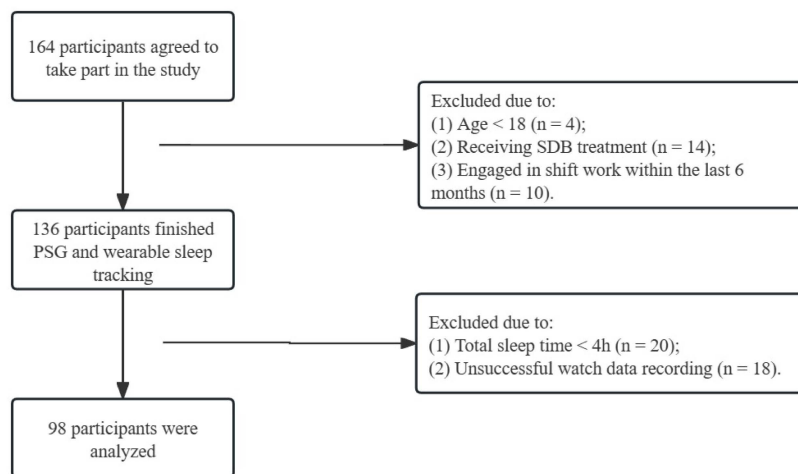 164 participants agreed to
take part in the study
Excluded due to:
(1) Age < 18 (n = 4);
(2) Receiving SDB treatment (n = 14);
(3) Engaged in shift work within the last 6
months (n = 10).
136 participants finished
PSG and wearable sleep
tracking
Excluded due to:
(1) Total sleep time < 4h (n = 20);
(2) Unsuccessful watch data recording (n = 18).
98 participants were
analyzed